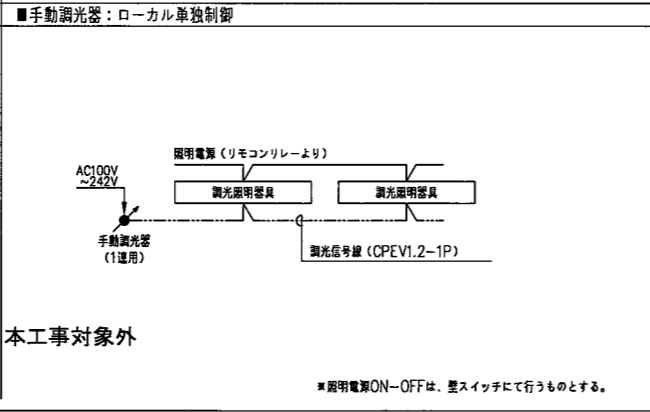 ■手動調光器：ローカル単独制御
照明電源（リモコンリレーより）
AC100V
~242V
調光照明器具
調光照明器具
手動調光器
（1連用）
調光信号線（CPEV1.2-1P）
本工事対象外
※照明電源ON-OFFは、壁スイッチにて行うものとする。